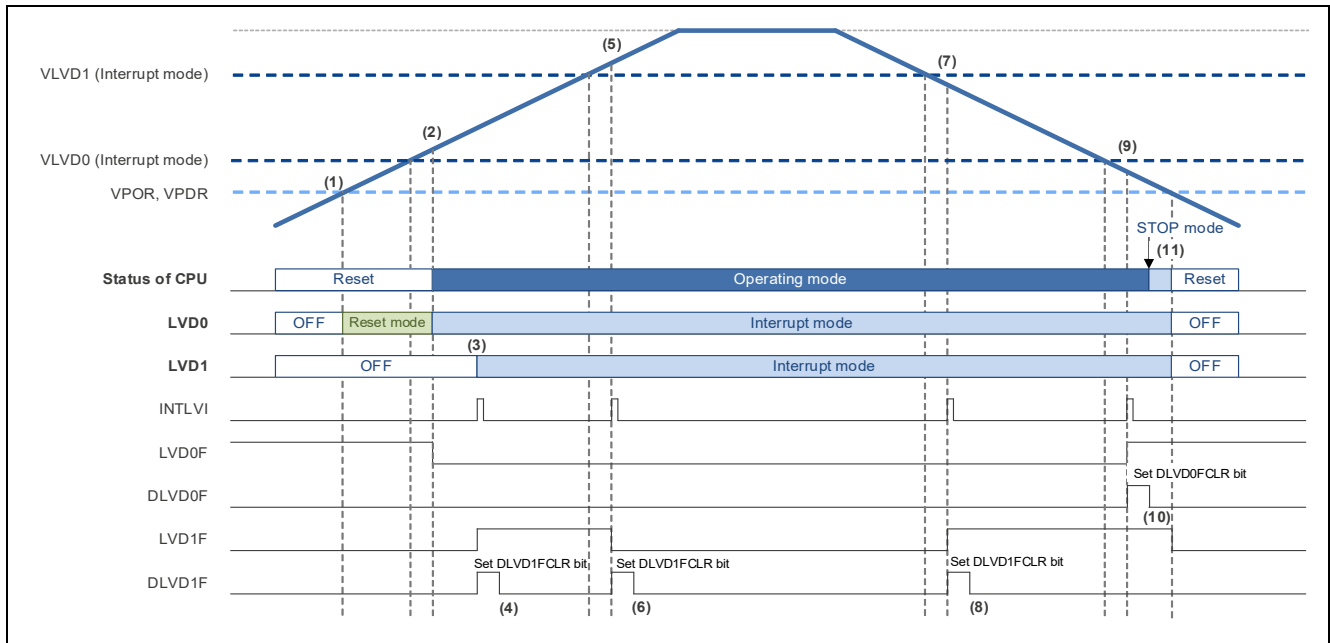 (5)
VLVD1 (Interrupt mode)
(7)
(2)
VLVD0 (Interrupt mode)
(9)
(1)
VPOR, VPDR
STOP mode
(11)
Status of CPU
Reset
Operating mode
Reset
LVD0
OFF
Reset mode
Interrupt mode
OFF
(3)
LVD1
OFF
Interrupt mode
OFF
INTLVI
LVD0F
Set DLVD0FCLR bit
DLVD0F
(10)
LVD1F
Set DLVD1FCLR bit
Set DLVD1FCLR bit
Set DLVD1FCLR bit
DLVD1F
(4)
(6)
(8)